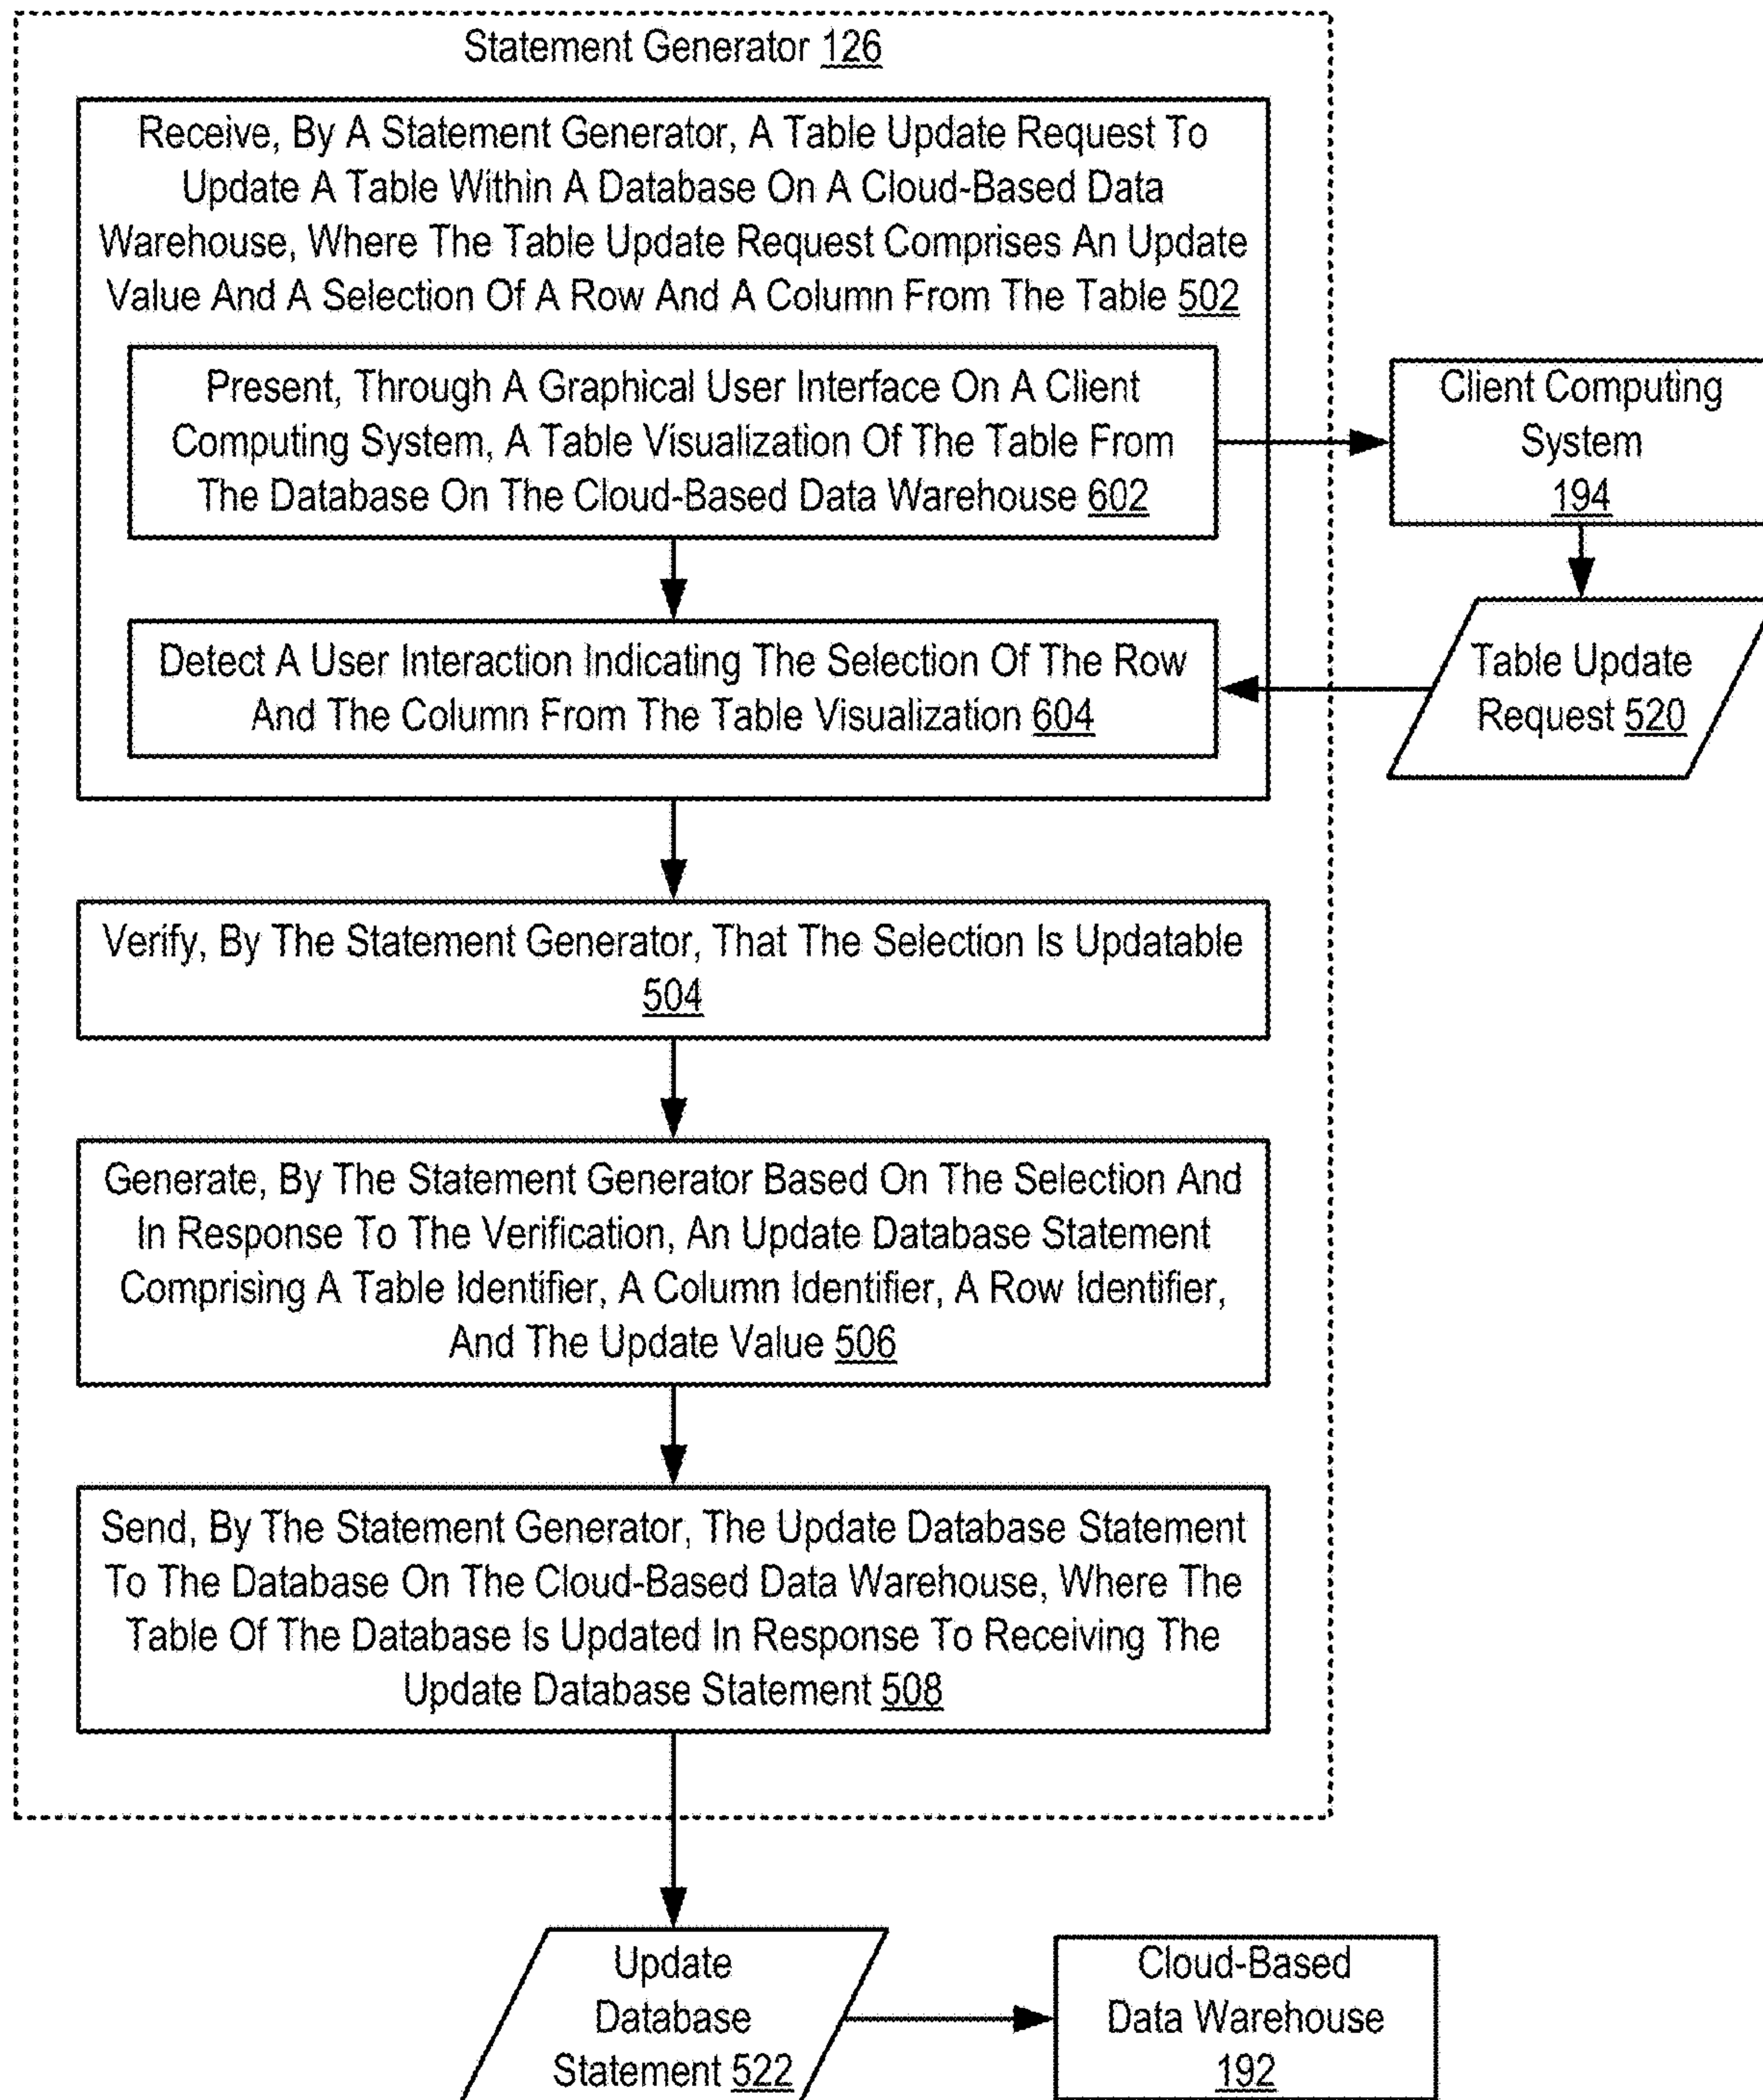 Statement Generator 126
Receive, By A Statement Generator, A Table Update Request To
Update A Table Within A Database On A Cloud-Based Data
Warehouse, Where The Table Update Request Comprises An Update
Value And A Selection Of A Row And A Column From The Table 502
Present, Through A Graphical User Interface On A Client
Computing System, A Table Visualization Of The Table From
The Database On The Cloud-Based Data Warehouse 602
Client Computing
System
194
Detect A User Interaction Indicating The Selection Of The Row
And The Column From The Table Visualization 604
Table Update
Request 520
Verify, By The Statement Generator, That The Selection Is Updatable
504
Generate, By The Statement Generator Based On The Selection And
In Response To The Verification, An Update Database Statement
Comprising A Table Identifier, A Column Identifier, A Row Identifier,
And The Update Value 506
Send, By The Statement Generator, The Update Database Statement
To The Database On The Cloud-Based Data Warehouse, Where The
Table Of The Database Is Updated In Response To Receiving The
Update Database Statement 508
Update
Database
Statement 522
Cloud-Based
Data Warehouse
192